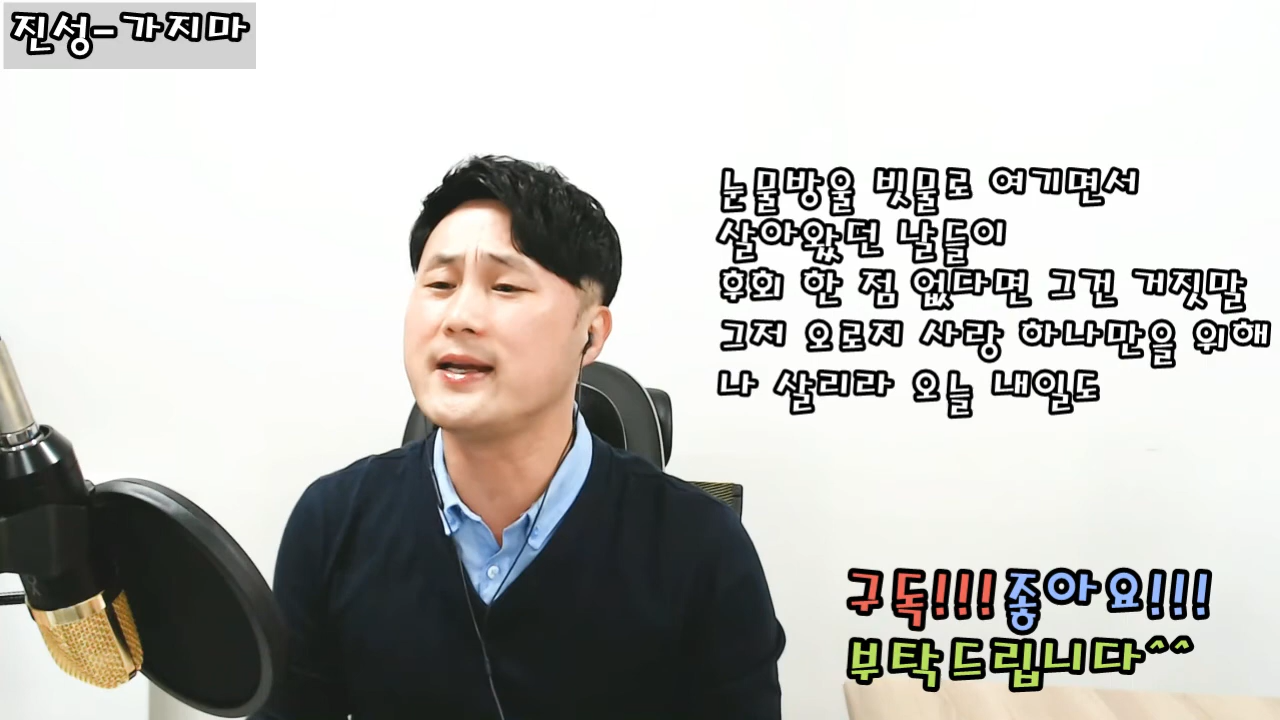 진성-가지마
눈물방울 빗물로 여기면서
살아왔던 날들이
후회 한 점 없다면 그건 거짓말
그저 오로지 사랑 하나만을 위해
나 살리라 오늘 내일도
구독!!!좋아요!!!
부탁드립니다^^